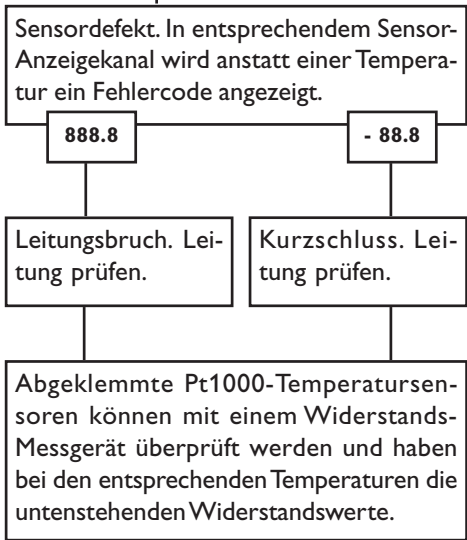 Sensordefekt. In entsprechendem Sensor-
Anzeigekanal wird anstatt einer Tempera-
tur ein Fehlercode angezeigt.
888.8
- 88.8
Leitungsbruch. Lei-
tung prüfen.
Kurzschluss. Lei-
tung prüfen.
Abgeklemmte Pt1000-Temperatursen-
soren können mit einem Widerstands-
Messgerät überprüft werden und haben
bei den entsprechenden Temperaturen die
untenstehenden Widerstandswerte.